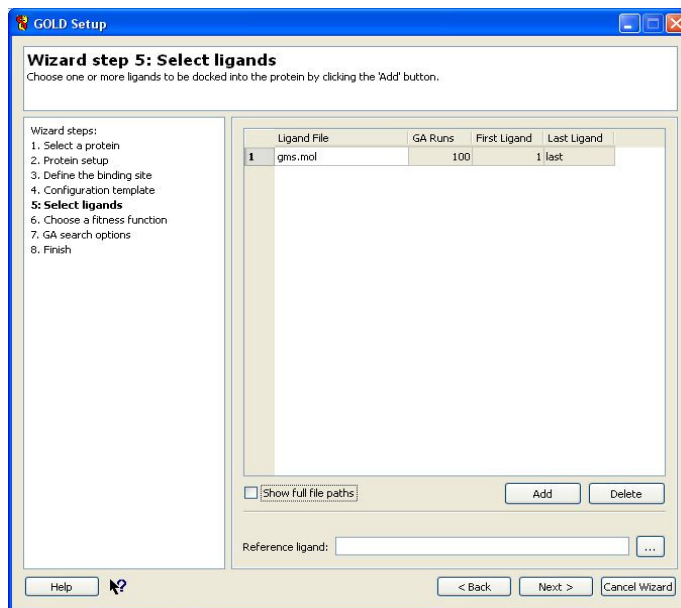 GOLD Setup
Wizard step 5: Select ligands
Choose one or more ligands to be docked into the protein by clicking the 'Add' button.
Wizard steps:
1. Select a protein
2. Protein setup
3. Define the binding site
4. Configuration template
5: Select ligands
6. Choose a fitness function
7. GA search options
8. Finish
Ligand File GA Runs First Ligand Last Ligand
1 gms.mol 100 1 last
Show full file paths Add Delete
Reference ligand: ...
Help ? < Back Next > Cancel Wizard